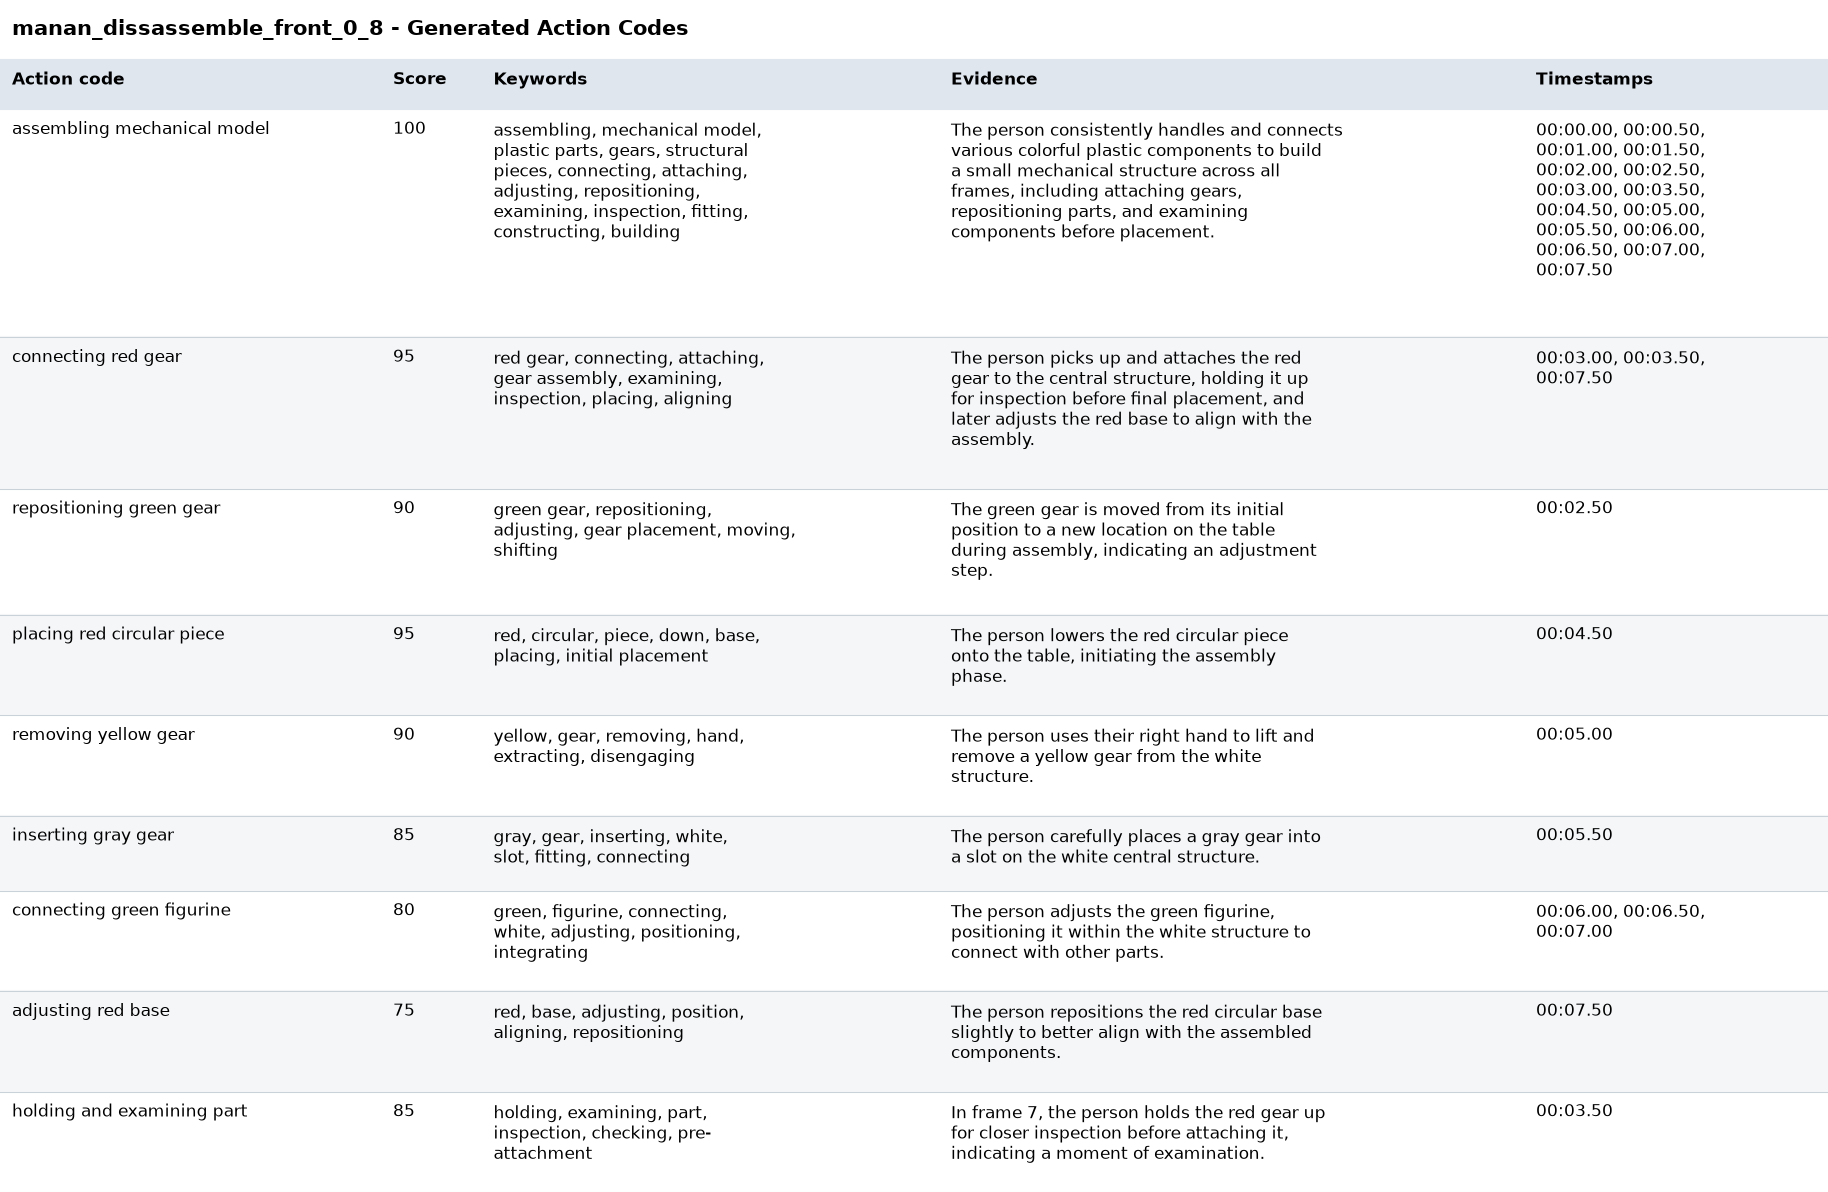 manan_dissassemble_front_0_8 - Generated Action Codes
Action code Score Keywords Evidence Timestamps
assembling mechanical model 100 assembling, mechanical model, The person consistently handles and connects 00:00.00, 00:00.50,
plastic parts, gears, structural various colorful plastic components to build 00:01.00, 00:01.50,
pieces, connecting, attaching, a small mechanical structure across all 00:02.00, 00:02.50,
adjusting, repositioning, frames, including attaching gears, 00:03.00, 00:03.50,
examining, inspection, fitting, repositioning parts, and examining 00:04.50, 00:05.00,
constructing, building components before placement. 00:05.50, 00:06.00,
00:06.50, 00:07.00,
00:07.50
connecting red gear 95 red gear, connecting, attaching, The person picks up and attaches the red 00:03.00, 00:03.50,
gear assembly, examining, gear to the central structure, holding it up 00:07.50
inspection, placing, aligning for inspection before final placement, and
later adjusts the red base to align with the
assembly.
repositioning green gear 90 green gear, repositioning, The green gear is moved from its initial 00:02.50
adjusting, gear placement, moving, position to a new location on the table
shifting during assembly, indicating an adjustment
step.
placing red circular piece 95 red, circular, piece, down, base, The person lowers the red circular piece 00:04.50
placing, initial placement onto the table, initiating the assembly
phase.
removing yellow gear 90 yellow, gear, removing, hand, The person uses their right hand to lift and 00:05.00
extracting, disengaging remove a yellow gear from the white
structure.
inserting gray gear 85 gray, gear, inserting, white, The person carefully places a gray gear into 00:05.50
slot, fitting, connecting a slot on the white central structure.
connecting green figurine 80 green, figurine, connecting, The person adjusts the green figurine, 00:06.00, 00:06.50,
white, adjusting, positioning, positioning it within the white structure to 00:07.00
integrating connect with other parts.
adjusting red base 75 red, base, adjusting, position, The person repositions the red circular base 00:07.50
aligning, repositioning slightly to better align with the assembled
components.
holding and examining part 85 holding, examining, part, In frame 7, the person holds the red gear up 00:03.50
inspection, checking, pre- for closer inspection before attaching it,
attachment indicating a moment of examination.